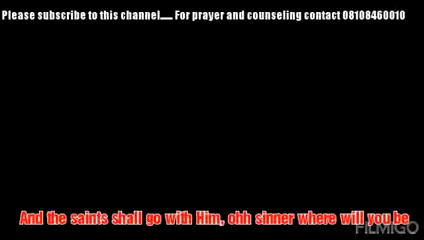 Please subscribe to this channel..... For prayer and counseling contact 08108460010
And the saints shall go with Him, ohh sinner where will you be
FILMIGO